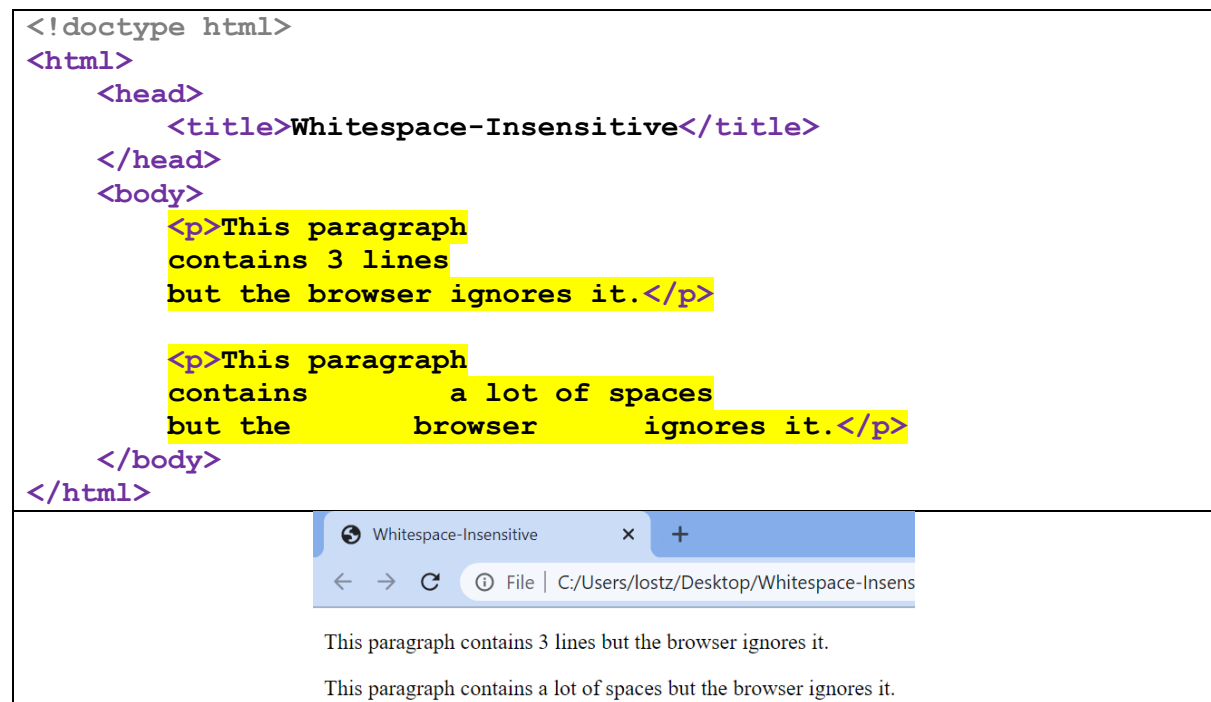 <!doctype html>
<html>
    <head>
        <title>Whitespace-Insensitive</title>
    </head>
    <body>
        <p>This paragraph
        contains 3 lines
        but the browser ignores it.</p>

        <p>This paragraph
        contains        a lot of spaces
        but the       browser      ignores it.</p>
    </body>
</html>
Whitespace-Insensitive
File | C:/Users/lostz/Desktop/Whitespace-Insens
This paragraph contains 3 lines but the browser ignores it.
This paragraph contains a lot of spaces but the browser ignores it.